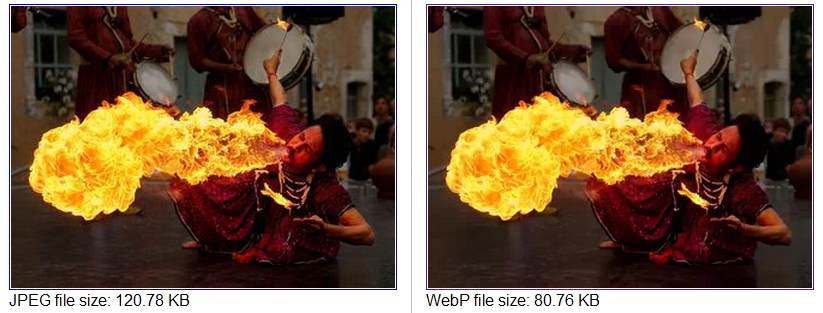 JPEG file size: 120.78 KB
WebP file size: 80.76 KB